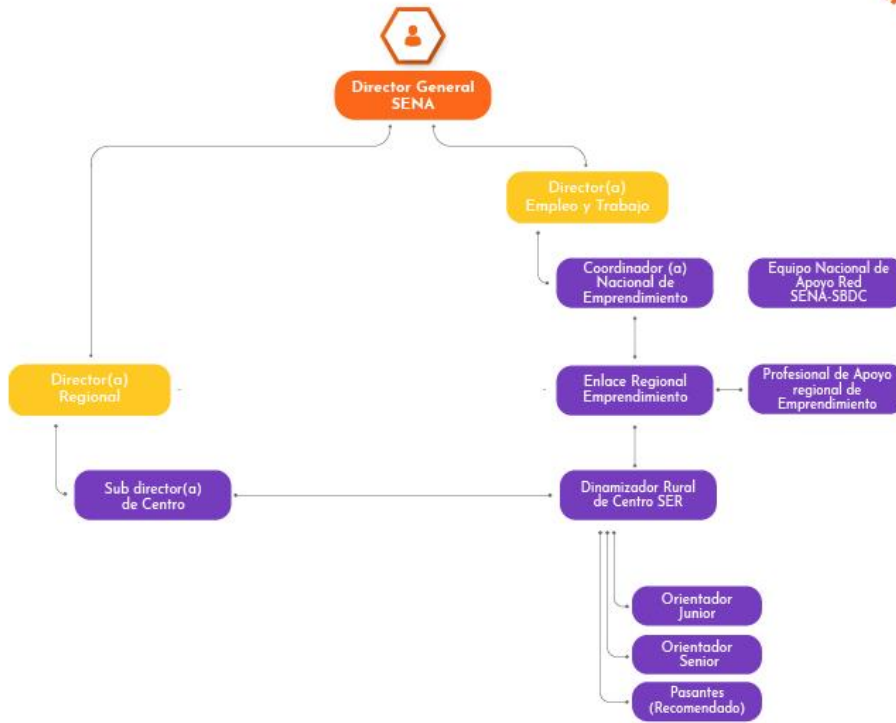 Director General
SENA
Director(a)
Empleo y Trabajo
Coordinador (a)
Nacional de
Emprendimiento
Equipo Nacional de
Apoyo Red
SENA-SBDC
Director(a)
Regional
Enlace Regional
Emprendimiento
Profesional de Apoyo
regional de
Emprendimiento
Sub director(a)
de Centro
Dinamizador Rural
de Centro SER
Orientador
Junior
Orientador
Senior
Pasantes
(Recomendado)